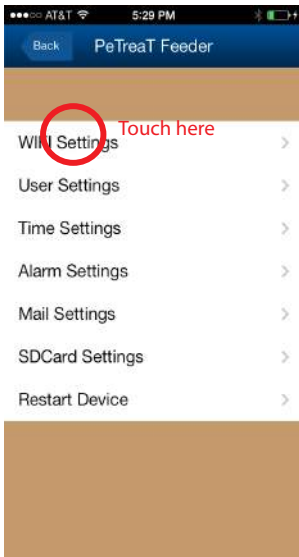 AT&T 5:29 PM
Back PeTreaT Feeder
Touch here
WIFI Settings
User Settings
Time Settings
Alarm Settings
Mail Settings
SDCard Settings
Restart Device